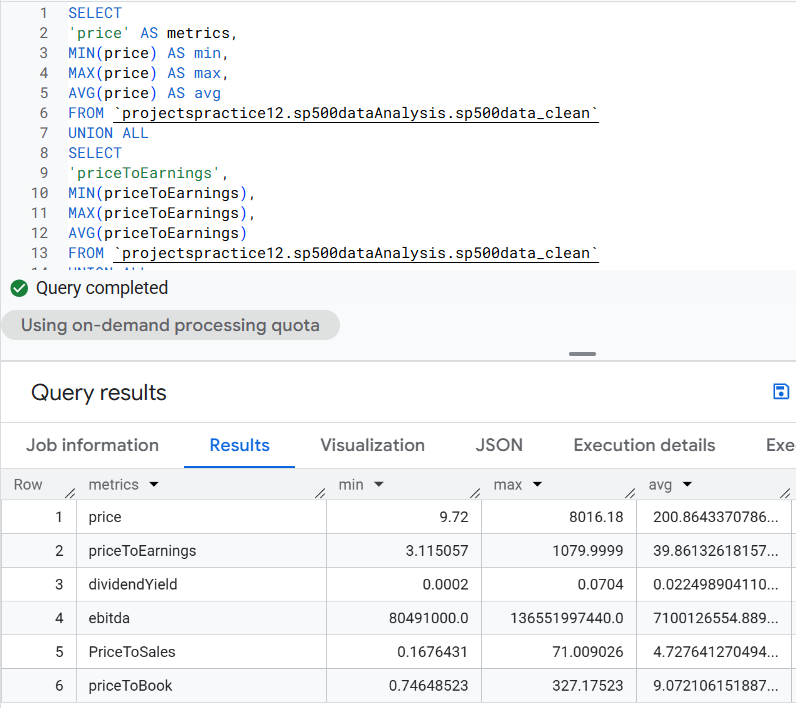 1 SELECT
2 'price' AS metrics,
3 MIN(price) AS min,
4 MAX(price) AS max,
5 AVG(price) AS avg
6 FROM `projectspractice12.sp500dataAnalysis.sp500data_clean`
7 UNION ALL
8 SELECT
9 'priceToEarnings',
10 MIN(priceToEarnings),
11 MAX(priceToEarnings),
12 AVG(priceToEarnings)
13 FROM `projectspractice12.sp500dataAnalysis.sp500data_clean`
14 UNION ALL
Query completed
Using on-demand processing quota
Query results
Job information Results Visualization JSON Execution details Exe
Row metrics min max avg
1 price 9.72 8016.18 200.8643370786...
2 priceToEarnings 3.115057 1079.9999 39.86132618157...
3 dividendYield 0.0002 0.0704 0.022498904110...
4 ebitda 80491000.0 136551997440.0 7100126554.889...
5 PriceToSales 0.1676431 71.009026 4.727641270494...
6 priceToBook 0.74648523 327.17523 9.072106151887...